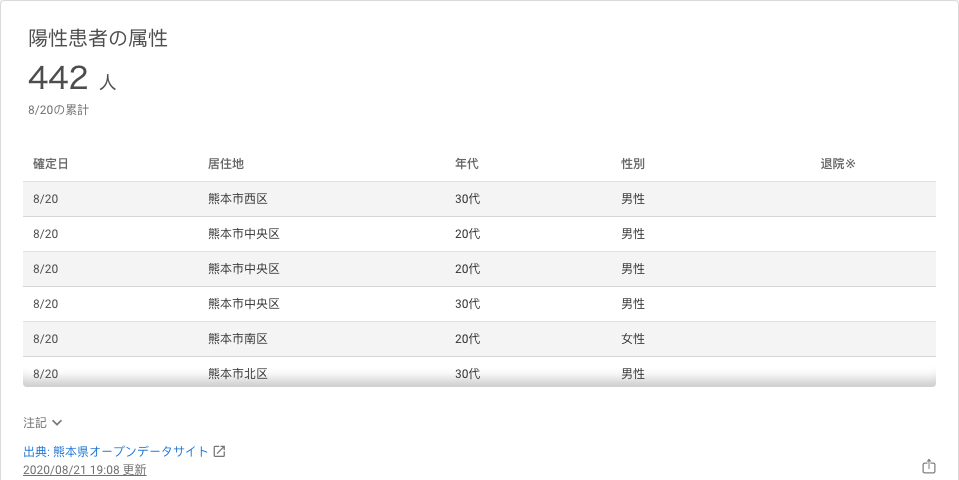 陽性患者の属性
442 人
8/20の累計
確定日 居住地 年代 性別 退院※
8/20 熊本市西区 30代 男性
8/20 熊本市中央区 20代 男性
8/20 熊本市中央区 20代 男性
8/20 熊本市中央区 30代 男性
8/20 熊本市南区 20代 女性
8/20 熊本市北区 30代 男性
注記
出典: 熊本県オープンデータサイト
2020/08/21 19:08 更新